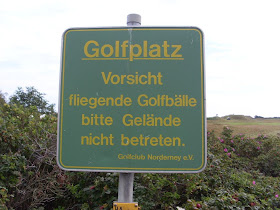 Golfplatz
Vorsicht
fliegende Golfbälle
bitte Gelände
nicht betreten.
Golfclub Norderney e.V.